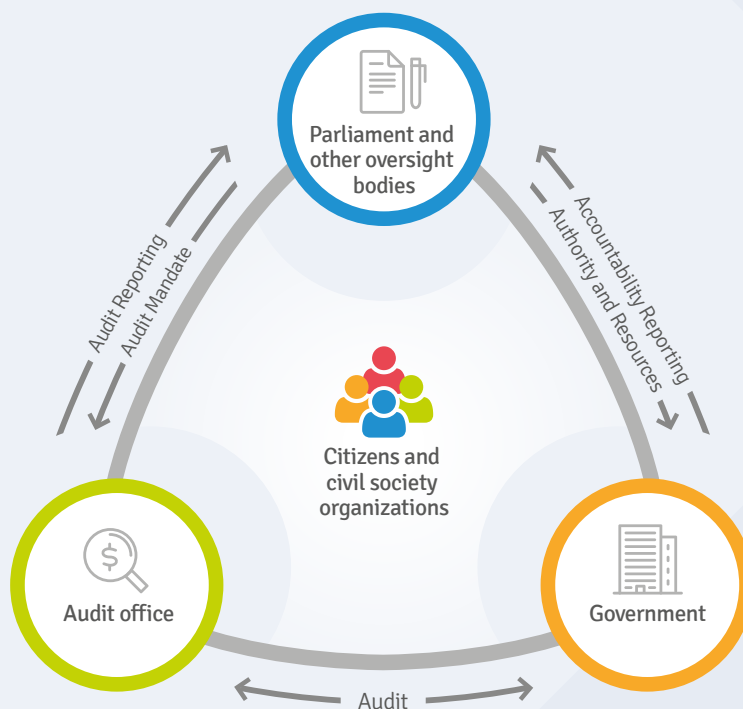 Parliament and
other oversight
bodies
Audit Reporting
Audit Mandate
Accountability Reporting
Authority and Resources
Citizens and
civil society
organizations
$
Audit office
Government
Audit